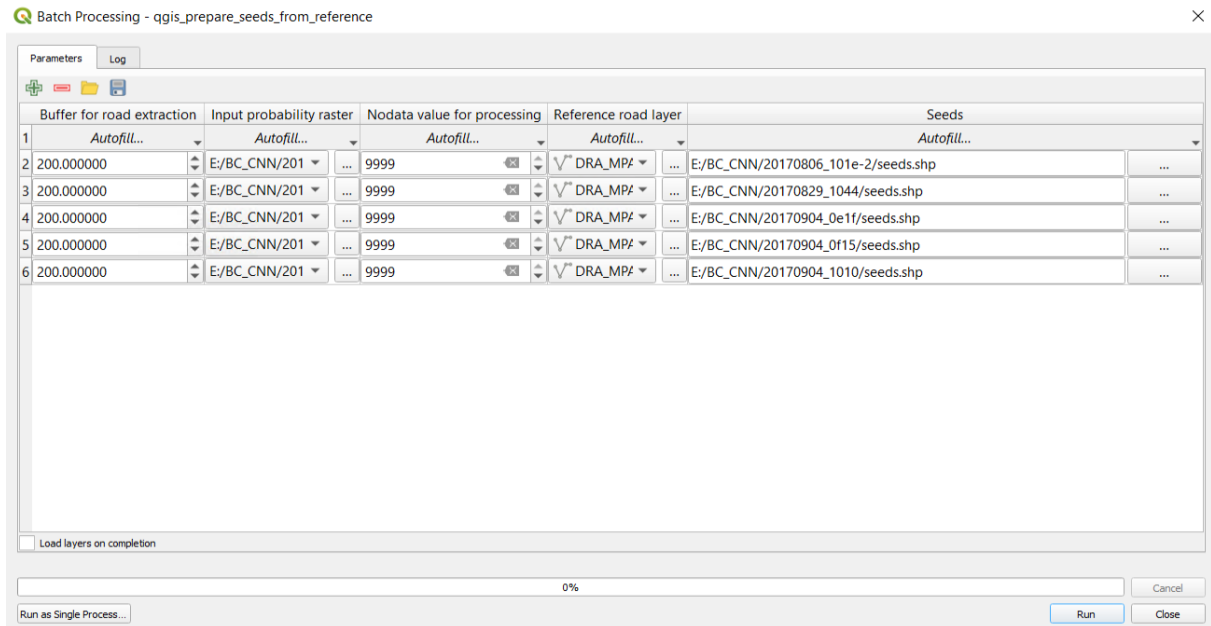 Batch Processing - qgis_prepare_seeds_from_reference
Parameters Log
Buffer for road extraction Input probability raster Nodata value for processing Reference road layer Seeds
1 Autofill... Autofill... Autofill... Autofill... Autofill...
2 200.000000 E:/BC_CNN/201 ... 9999 DRA_MPA ... E:/BC_CNN/20170806_101e-2/seeds.shp ...
3 200.000000 E:/BC_CNN/201 ... 9999 DRA_MPA ... E:/BC_CNN/20170829_1044/seeds.shp ...
4 200.000000 E:/BC_CNN/201 ... 9999 DRA_MPA ... E:/BC_CNN/20170904_0e1f/seeds.shp ...
5 200.000000 E:/BC_CNN/201 ... 9999 DRA_MPA ... E:/BC_CNN/20170904_0f15/seeds.shp ...
6 200.000000 E:/BC_CNN/201 ... 9999 DRA_MPA ... E:/BC_CNN/20170904_1010/seeds.shp ...
Load layers on completion
0% Cancel
Run as Single Process... Run Close